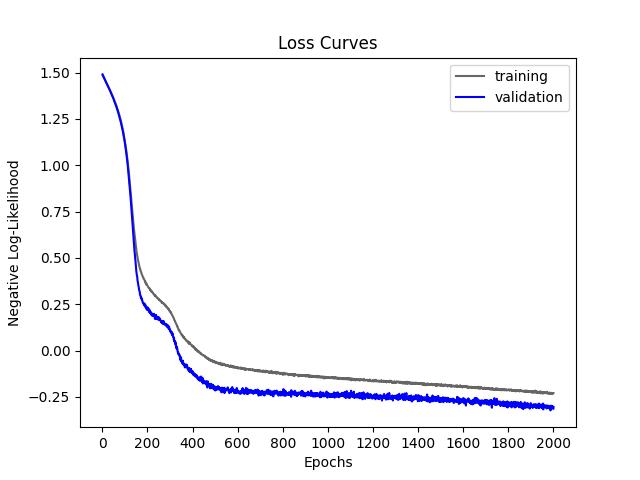 Loss Curves
training
validation
Negative Log-Likelihood
1.50
1.25
1.00
0.75
0.50
0.25
0.00
−0.25
0 200 400 600 800 1000 1200 1400 1600 1800 2000
Epochs